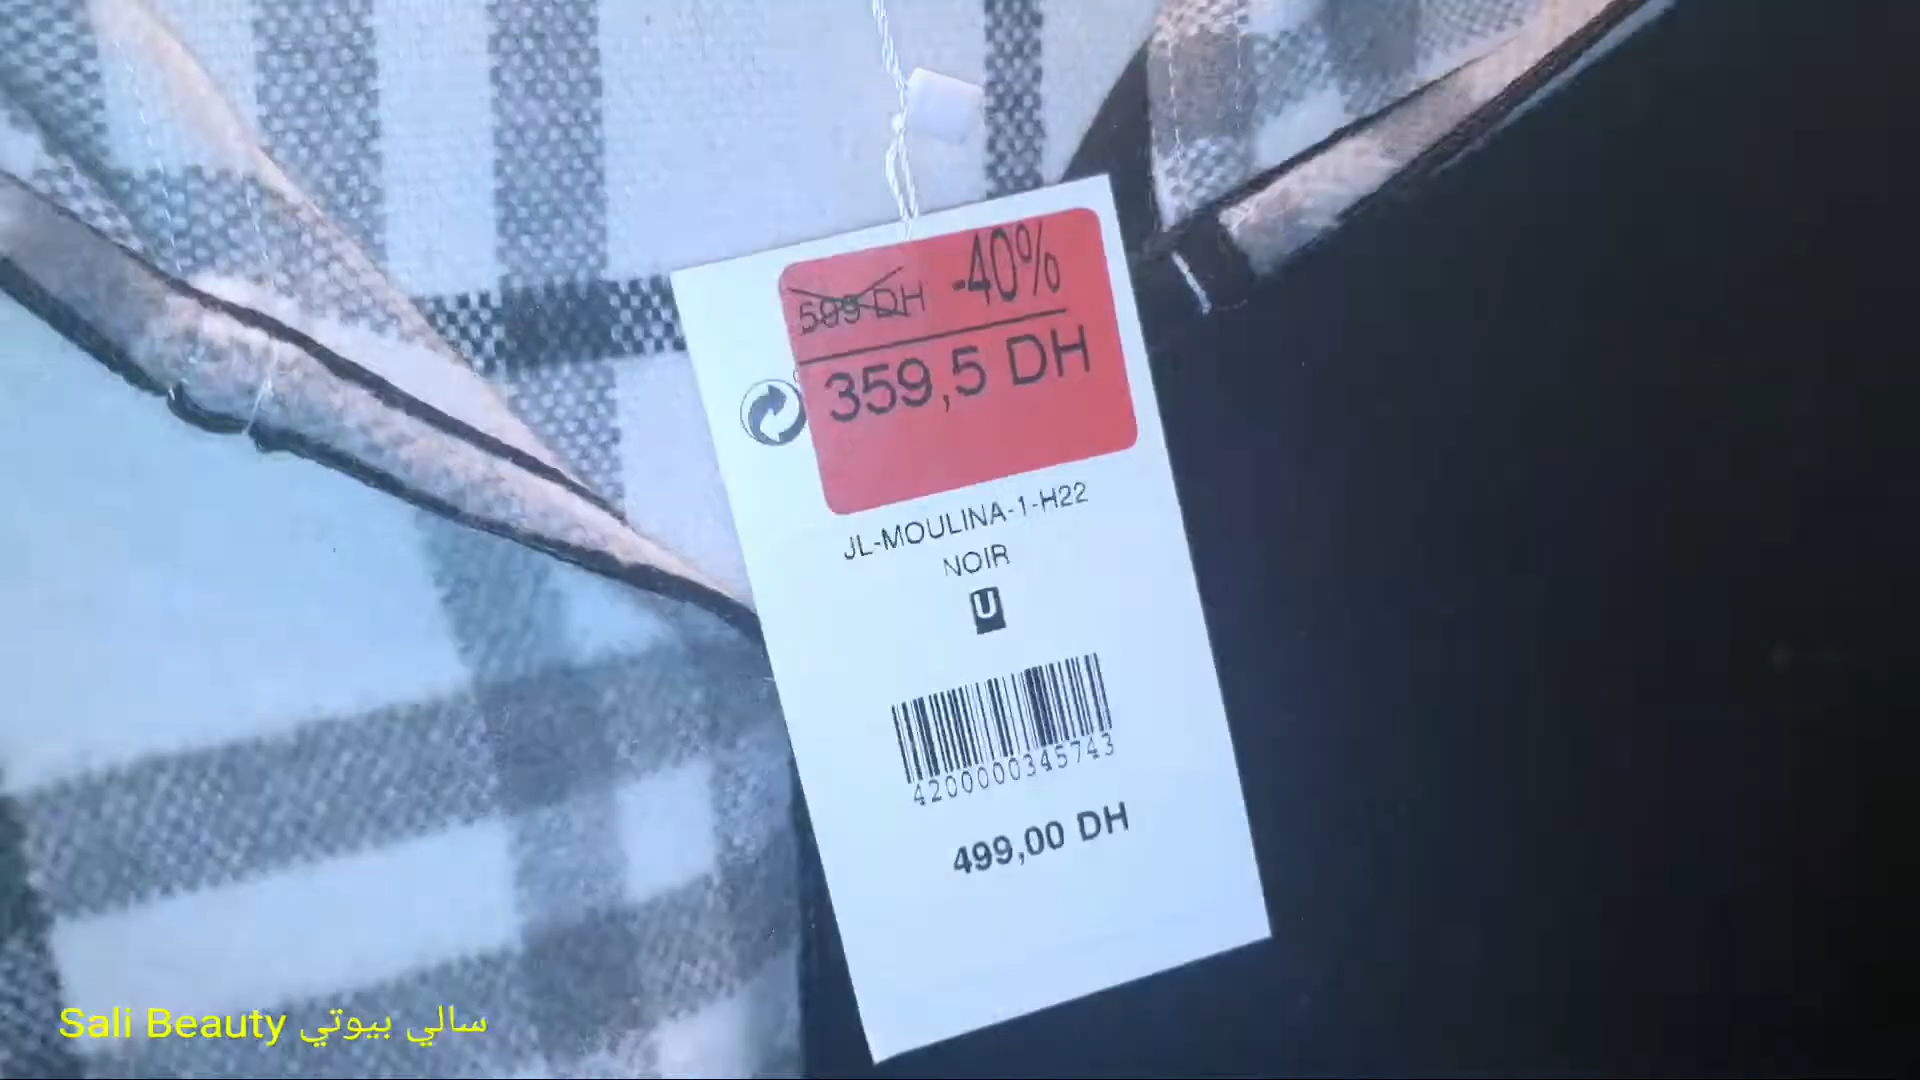 599 DH -40%
359,5 DH
JL-MOULINA-1-H22
NOIR
U
4200000345743
499,00 DH
Sali Beauty سالي بيوتي